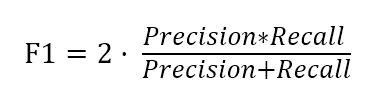 F1 = 2 · Precision*Recall / Precision+Recall